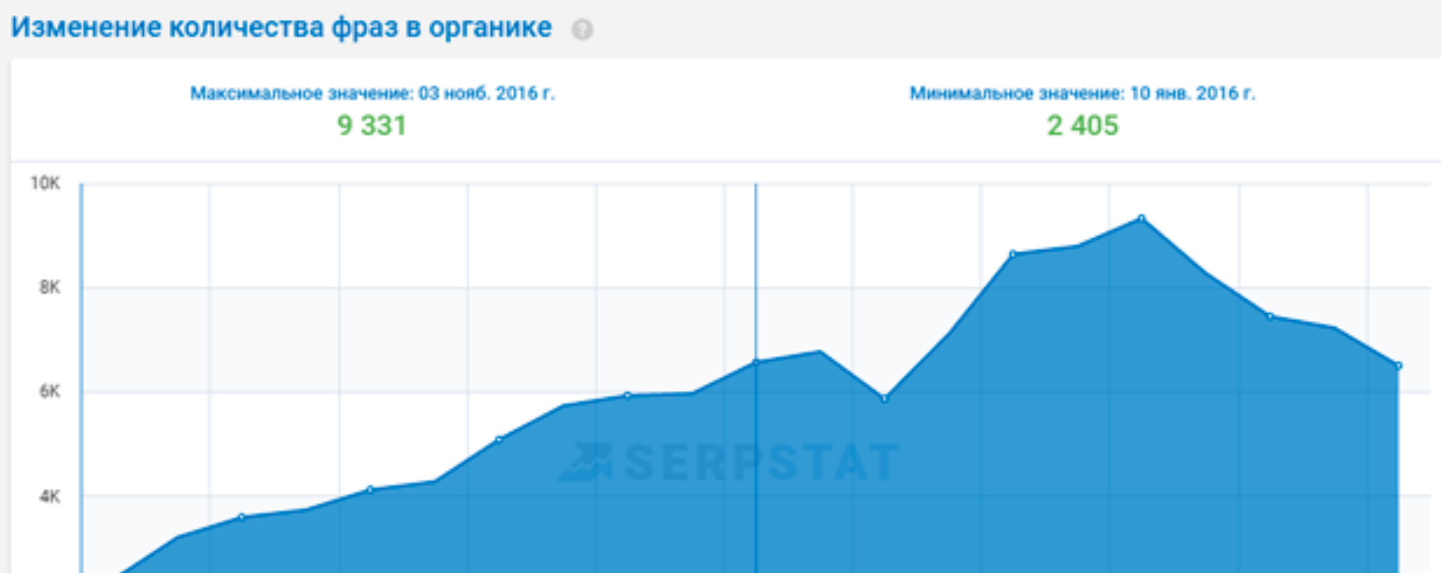 Изменение количества фраз в органике ?
Максимальное значение: 03 нояб. 2016 г.
9 331
Минимальное значение: 10 янв. 2016 г.
2 405
10K
8K
6K
4K
SERPSTAT